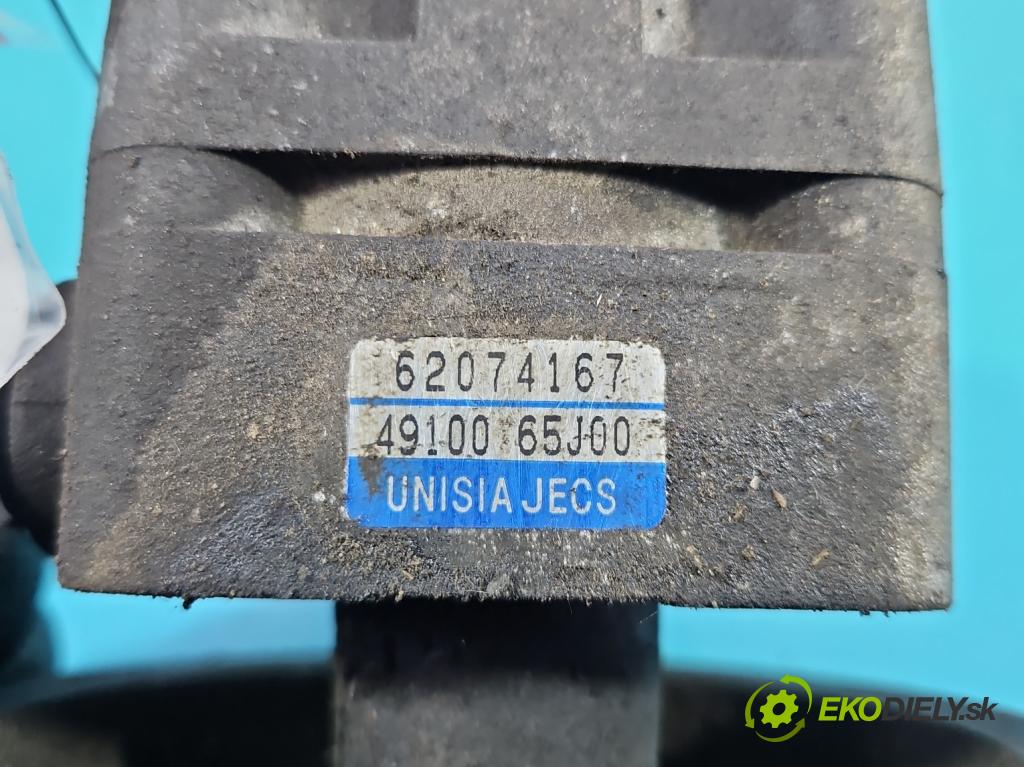 62074167
49100 65J00
UNISIA JECS
EKODIELY.sk